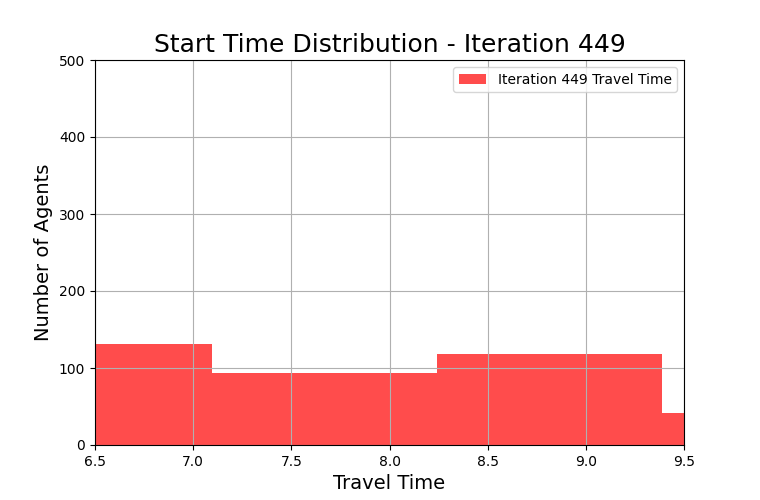 Start Time Distribution - Iteration 449
Iteration 449 Travel Time
Number of Agents
500
400
300
200
100
0
6.5 7.0 7.5 8.0 8.5 9.0 9.5
Travel Time